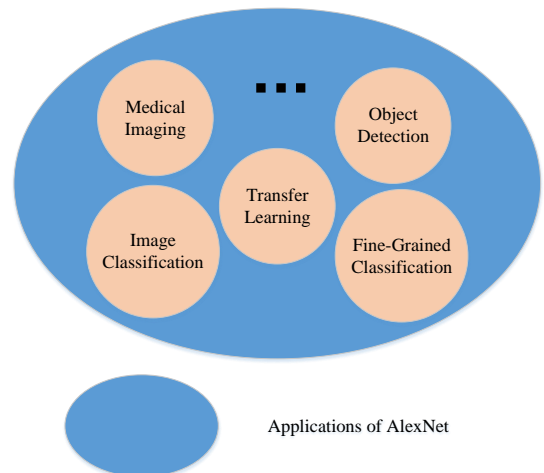 Medical
Imaging
Object
Detection
Transfer
Learning
Image
Classification
Fine-Grained
Classification
Applications of AlexNet